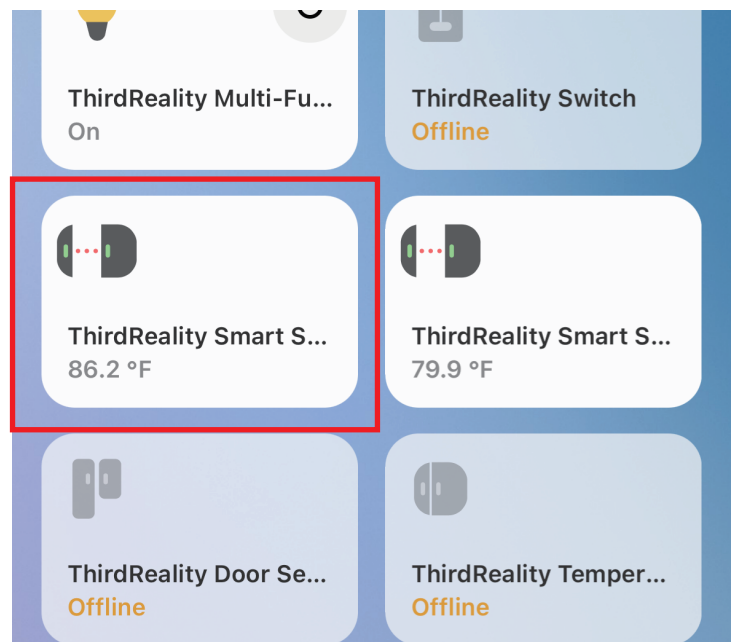 ThirdReality Multi-Fu...
On
ThirdReality Switch
Offline
ThirdReality Smart S...
86.2 °F
ThirdReality Smart S...
79.9 °F
ThirdReality Door Se...
Offline
ThirdReality Temper...
Offline